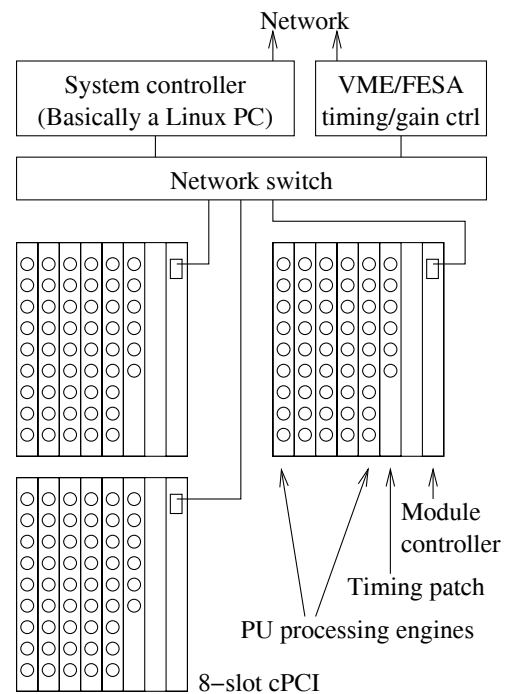 Network
System controller
(Basically a Linux PC)
VME/FESA
timing/gain ctrl
Network switch
Module
controller
Timing patch
PU processing engines
8−slot cPCI